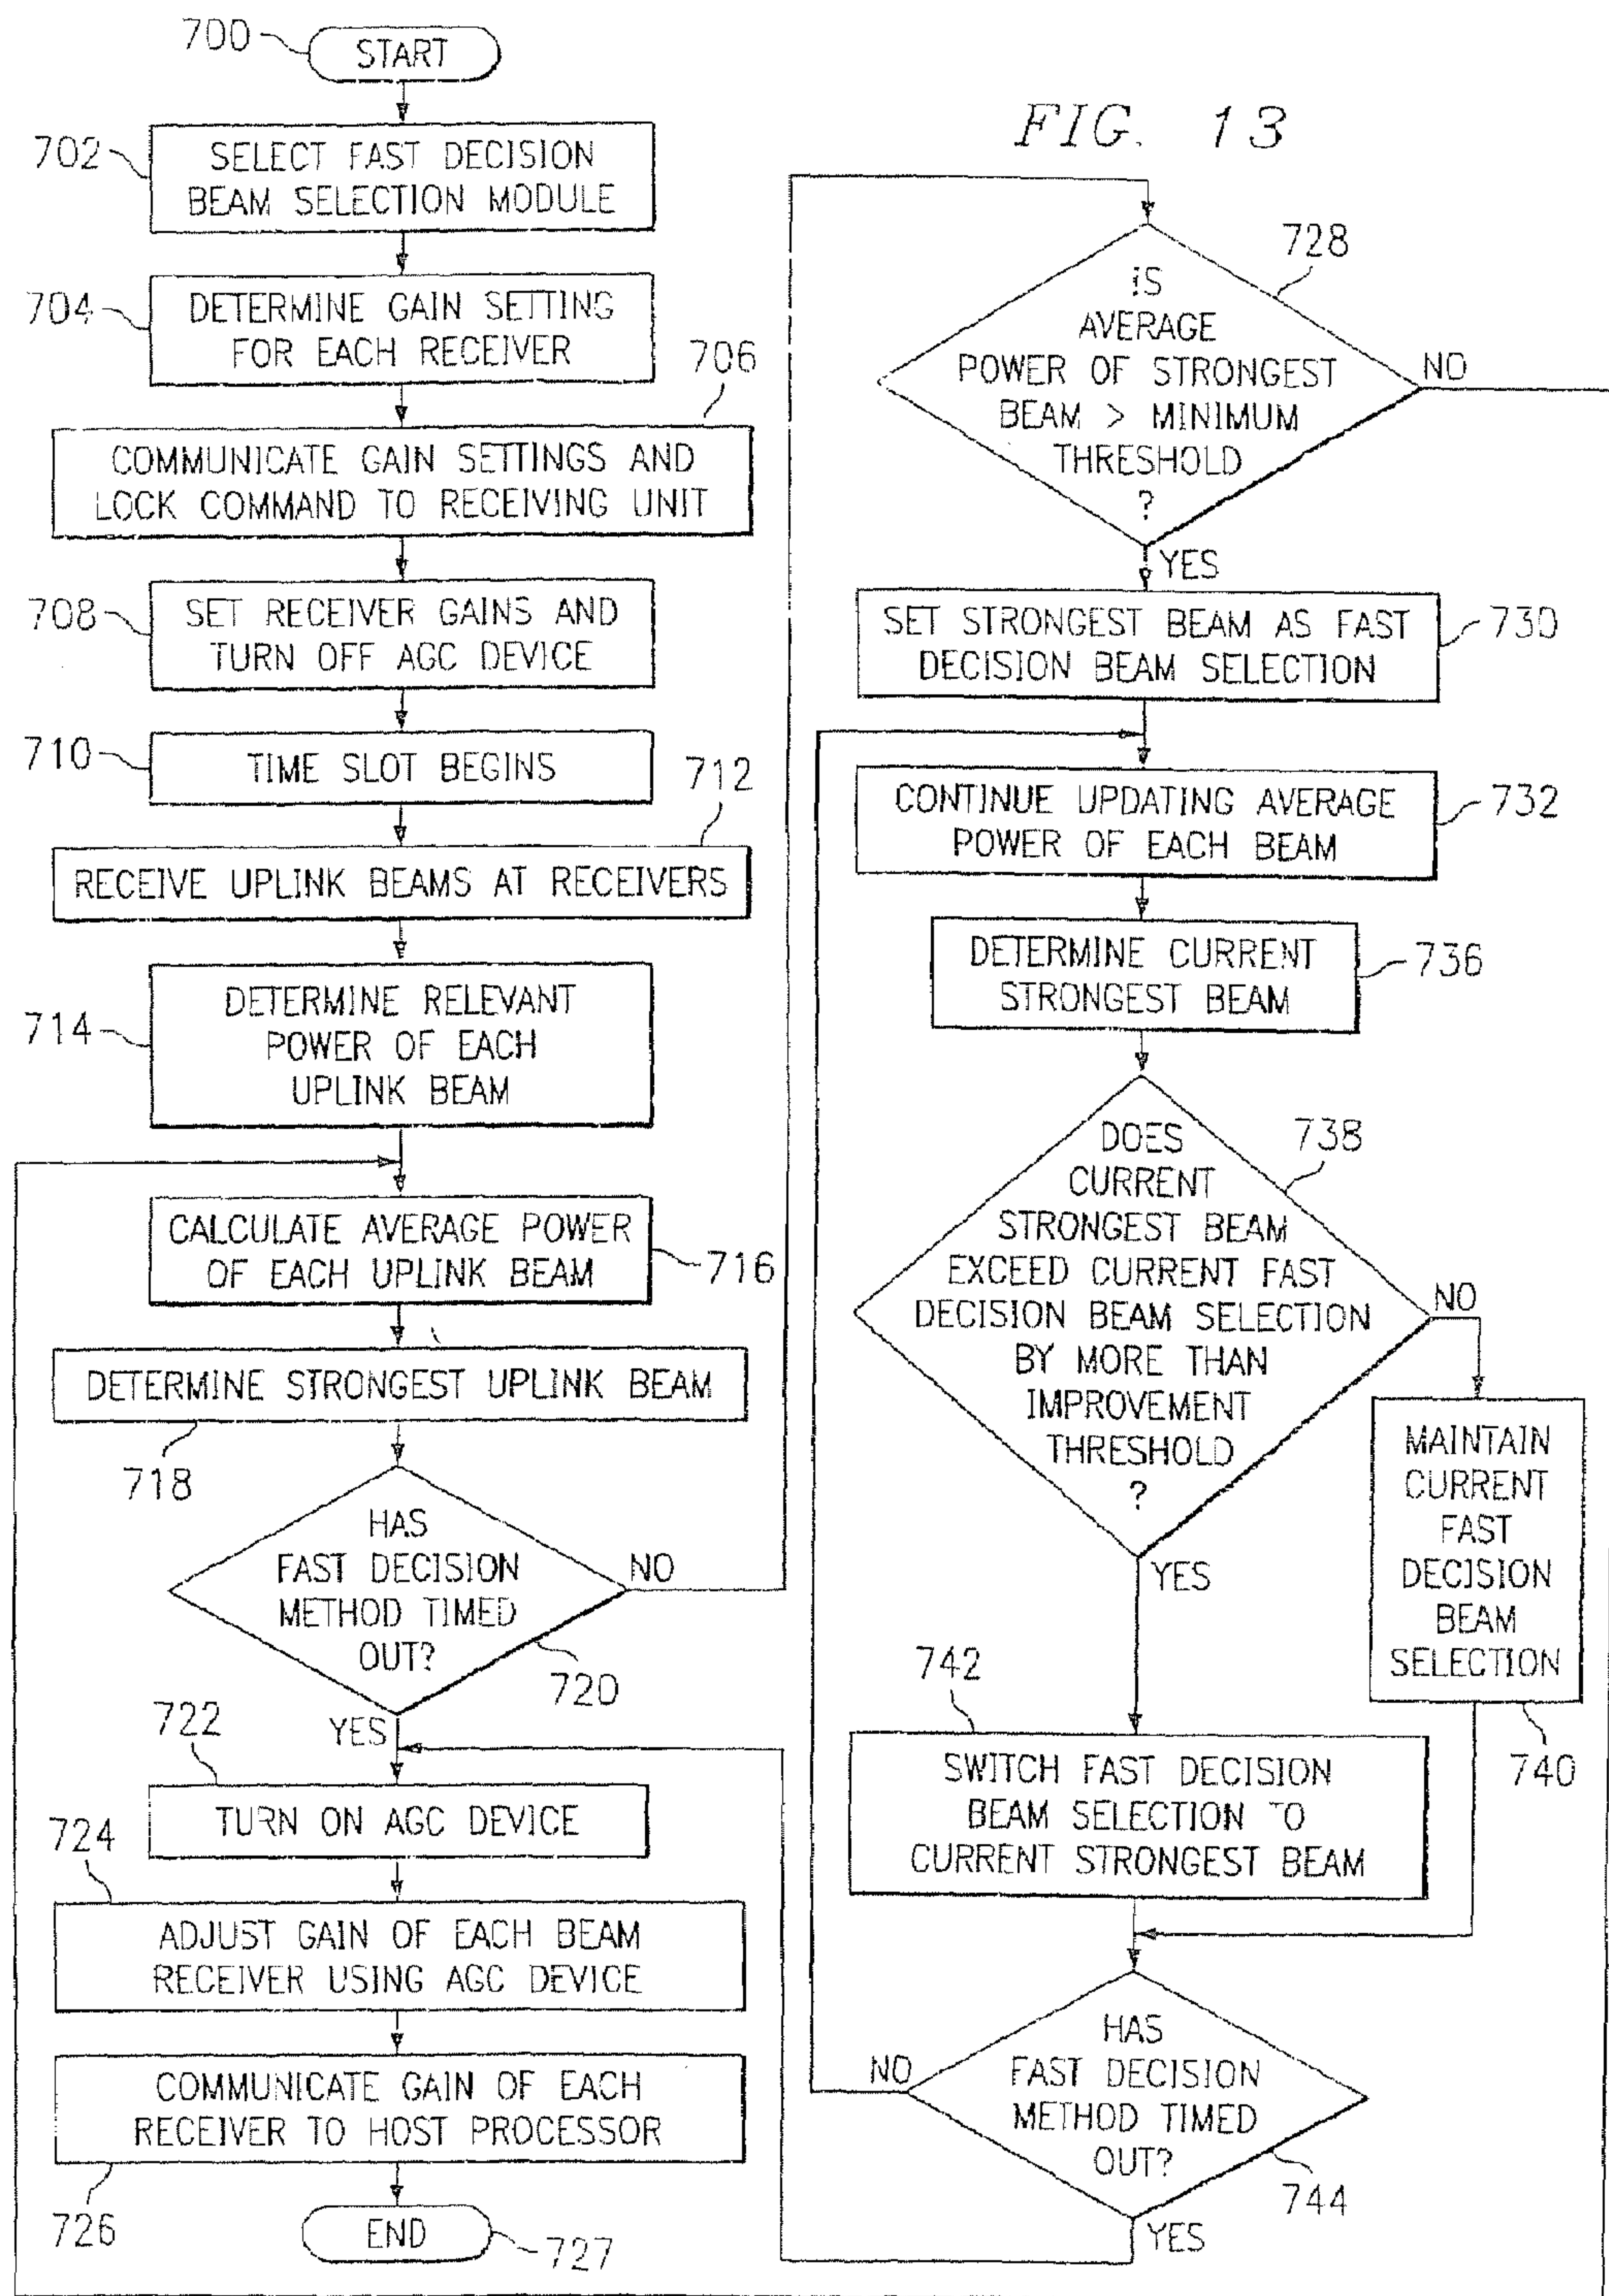 700
START
FIG. 13
702
SELECT FAST DECISION
BEAM SELECTION MODULE
704
DETERMINE GAIN SETTING
FOR EACH RECEIVER
706
COMMUNICATE GAIN SETTINGS AND
LOCK COMMAND TO RECEIVING UNIT
708
SET RECEIVER GAINS AND
TURN OFF AGC DEVICE
710
TIME SLOT BEGINS
712
RECEIVE UPLINK BEAMS AT RECEIVERS
714
DETERMINE RELEVANT
POWER OF EACH
UPLINK BEAM
CALCULATE AVERAGE POWER
OF EACH UPLINK BEAM
716
DETERMINE STRONGEST UPLINK BEAM
718
HAS
FAST DECISION
METHOD TIMED
OUT?
NO
720
YES
722
TURN ON AGC DEVICE
724
ADJUST GAIN OF EACH BEAM
RECEIVER USING AGC DEVICE
COMMUNICATE GAIN OF EACH
RECEIVER TO HOST PROCESSOR
726
END
727
728
IS
AVERAGE
POWER OF STRONGEST
BEAM > MINIMUM
THRESHOLD
?
NO
YES
SET STRONGEST BEAM AS FAST
DECISION BEAM SELECTION
730
CONTINUE UPDATING AVERAGE
POWER OF EACH BEAM
732
DETERMINE CURRENT
STRONGEST BEAM
736
738
DOES
CURRENT
STRONGEST BEAM
EXCEED CURRENT FAST
DECISION BEAM SELECTION
BY MORE THAN
IMPROVEMENT
THRESHOLD
?
NO
YES
MAINTAIN
CURRENT
FAST
DECISION
BEAM
SELECTION
740
742
SWITCH FAST DECISION
BEAM SELECTION TO
CURRENT STRONGEST BEAM
HAS
FAST DECISION
METHOD TIMED
OUT?
NO
744
YES